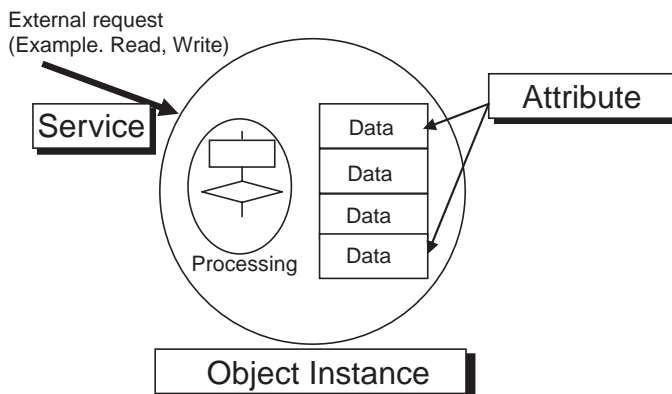 External request
(Example. Read, Write)
Service
Attribute
Data
Data
Data
Data
Processing
Object Instance